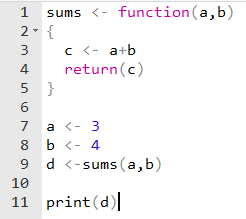 1 sums <- function(a,b)
2 {
3   c <- a+b
4   return(c)
5 }
6
7 a <- 3
8 b <- 4
9 d <-sums(a,b)
10
11 print(d)